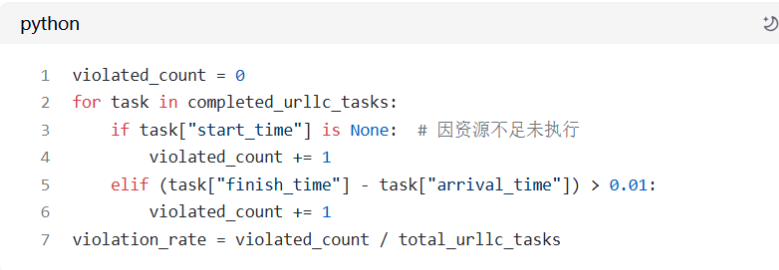 python
1 violated_count = 0
2 for task in completed_urllc_tasks:
3     if task["start_time"] is None:  # 因资源不足未执行
4         violated_count += 1
5     elif (task["finish_time"] - task["arrival_time"]) > 0.01:
6         violated_count += 1
7 violation_rate = violated_count / total_urllc_tasks